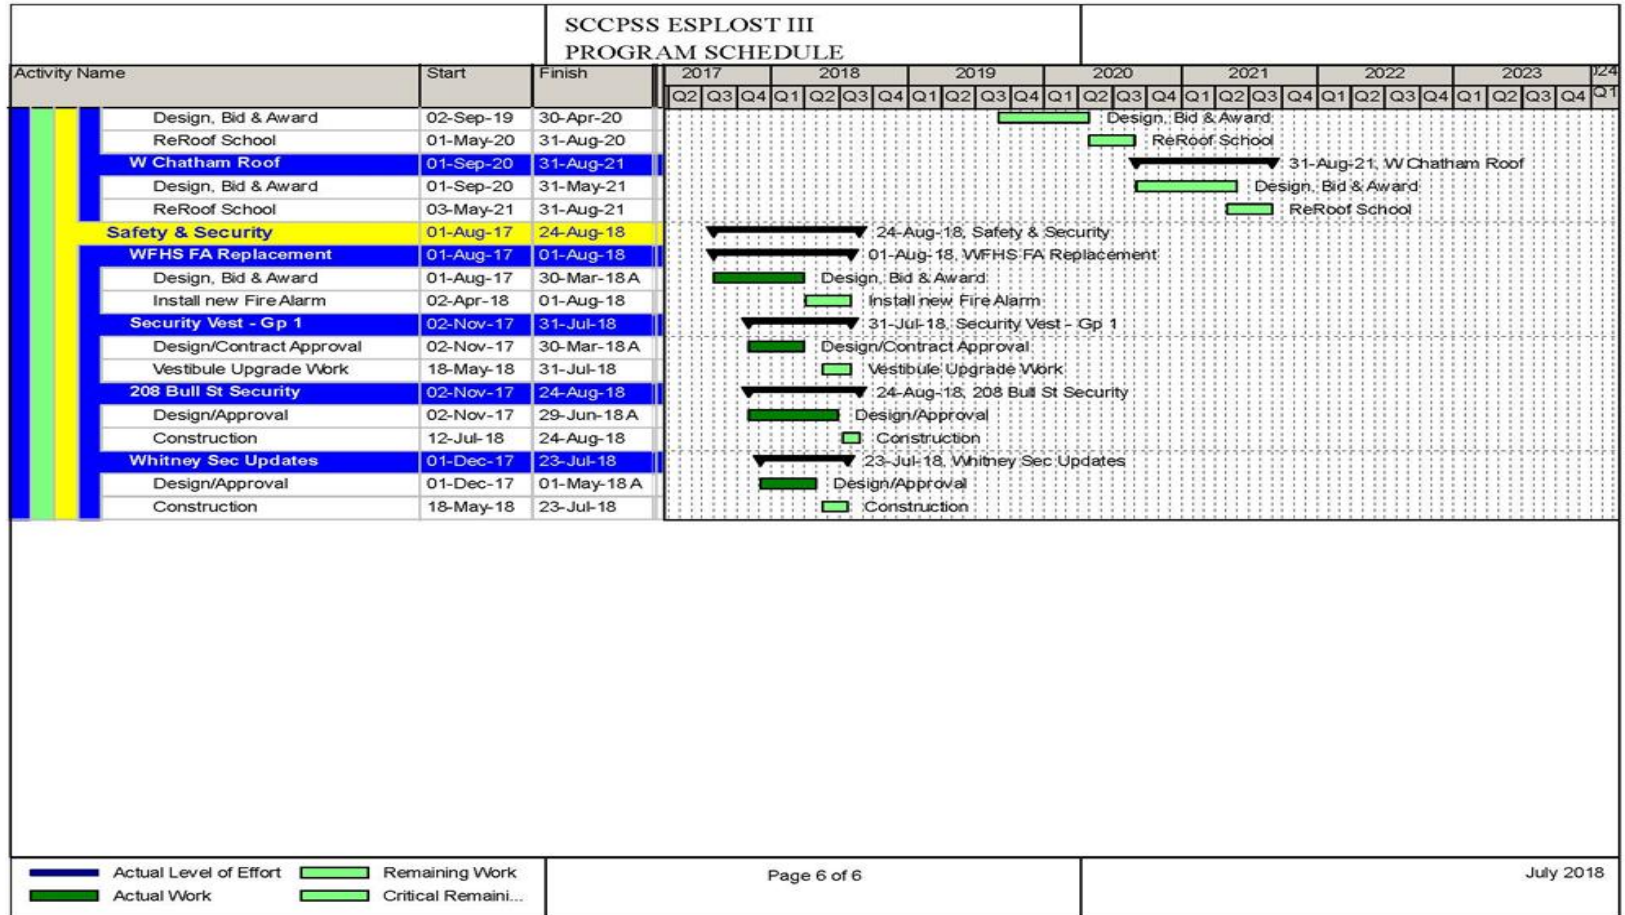 SCCPSS ESPLOST III
PROGRAM SCHEDULE
Activity Name Start Finish 2017 2018 2019 2020 2021 2022 2023 024
Q2 Q3 Q4 Q1 Q2 Q3 Q4 Q1 Q2 Q3 Q4 Q1 Q2 Q3 Q4 Q1 Q2 Q3 Q4 Q1 Q2 Q3 Q4 Q1 Q2 Q3 Q4 Q1
Design, Bid & Award 02-Sep-19 30-Apr-20 Design, Bid & Award
ReRoof School 01-May-20 31-Aug-20 ReRoof School
W Chatham Roof 01-Sep-20 31-Aug-21 31-Aug-21, W Chatham Roof
Design, Bid & Award 01-Sep-20 31-May-21 Design, Bid & Award
ReRoof School 03-May-21 31-Aug-21 ReRoof School
Safety & Security 01-Aug-17 24-Aug-18 24-Aug-18, Safety & Security
WFHS FA Replacement 01-Aug-17 01-Aug-18 01-Aug-18, WFHS FA Replacement
Design, Bid & Award 01-Aug-17 30-Mar-18 A Design, Bid & Award
Install new Fire Alarm 02-Apr-18 01-Aug-18 Install new Fire Alarm
Security Vest - Gp 1 02-Nov-17 31-Jul-18 31-Jul-18, Security Vest - Gp 1
Design/Contract Approval 02-Nov-17 30-Mar-18 A Design/Contract Approval
Vestibule Upgrade Work 18-May-18 31-Jul-18 Vestibule Upgrade Work
208 Bull St Security 02-Nov-17 24-Aug-18 24-Aug-18, 208 Bull St Security
Design/Approval 02-Nov-17 29-Jun-18 A Design/Approval
Construction 12-Jul-18 24-Aug-18 Construction
Whitney Sec Updates 01-Dec-17 23-Jul-18 23-Jul-18, Whitney Sec Updates
Design/Approval 01-Dec-17 01-May-18 A Design/Approval
Construction 18-May-18 23-Jul-18 Construction
Actual Level of Effort Remaining Work Page 6 of 6 July 2018
Actual Work Critical Remaini...